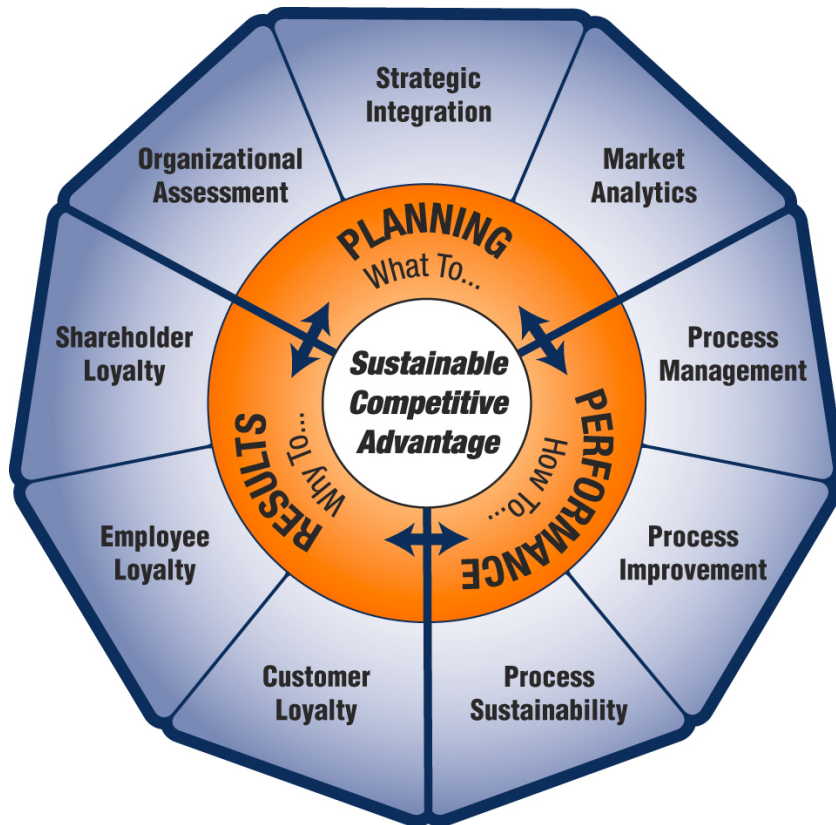 Strategic
Integration
Organizational
Assessment
Market
Analytics
PLANNING
What To...
Shareholder
Loyalty
Sustainable
Competitive
Advantage
Process
Management
RESULTS
Why To...
PERFORMANCE
How To...
Employee
Loyalty
Process
Improvement
Customer
Loyalty
Process
Sustainability